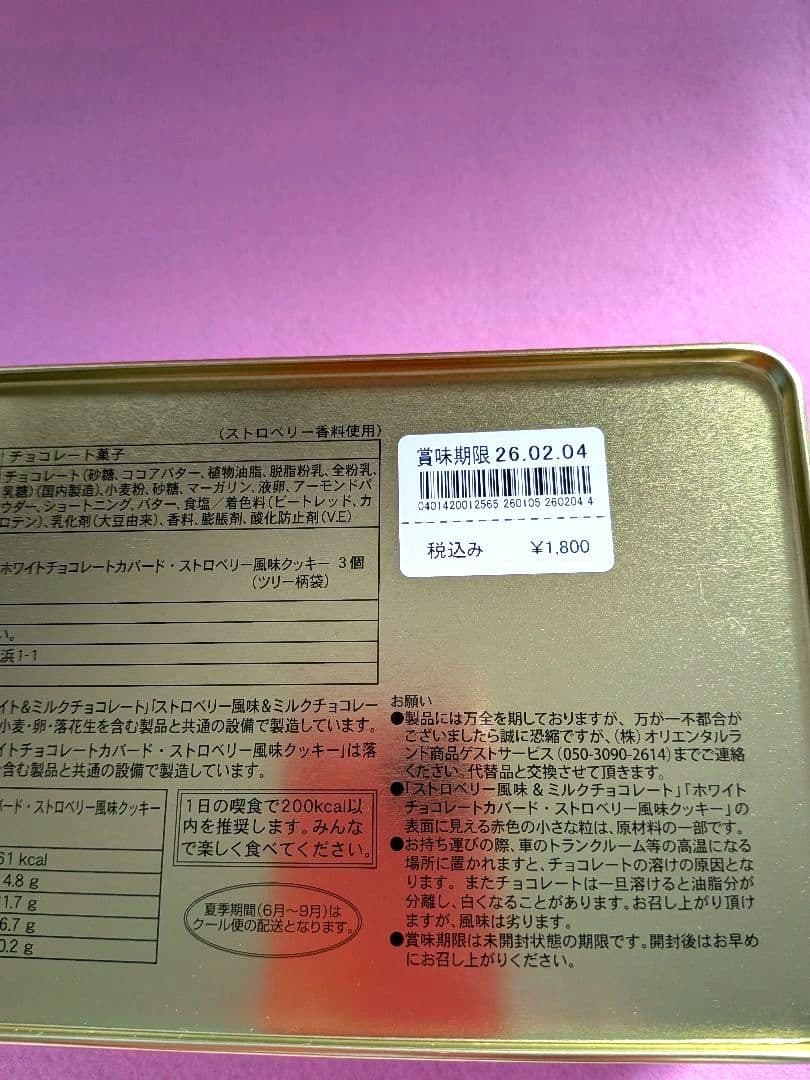 (ストロベリー香料使用)
チョコレート菓子
チョコレート(砂糖、ココアバター、植物油脂、脱脂粉乳、全粉乳、
乳糖)(国内製造)、小麦粉、砂糖、マーガリン、液卵、アーモンドパ
ウダー、ショートニング、バター、食塩/着色料(ビートレッド、カ
ロテン)、乳化剤(大豆由来)、香料、膨脹剤、酸化防止剤(V.E)
ホワイトチョコレートカバード・ストロベリー風味クッキー 3個
(ツリー柄袋)
い。
浜1-1
賞味期限 26.02.04
0401420012565 260105 260204 4
税込み ¥1,800
イト&ミルクチョコレート」「ストロベリー風味&ミルクチョコレー
小麦・卵・落花生を含む製品と共通の設備で製造しています。
イトチョコレートカバード・ストロベリー風味クッキー」は落
を含む製品と共通の設備で製造しています。
バード・ストロベリー風味クッキー
61 kcal
4.8 g
1.7 g
6.7 g
0.2 g
1日の喫食で200kcal以
内を推奨します。みんな
で楽しく食べてください。
夏季期間(6月〜9月)は
クール便の配送となります。
お願い
●製品には万全を期しておりますが、万が一不都合が
ございましたら誠に恐縮ですが、(株)オリエンタルラ
ンド商品ゲストサービス(050-3090-2614)までご連絡
ください。代替品と交換させて頂きます。
●「ストロベリー風味&ミルクチョコレート」「ホワイト
チョコレートカバード・ストロベリー風味クッキー」の
表面に見える赤色の小さな粒は、原材料の一部です。
●お持ち運びの際、車のトランクルーム等の高温になる
場所に置かれますと、チョコレートの溶けの原因とな
ります。またチョコレートは一旦溶けると油脂分が
分離し、白くなることがあります。お召し上がり頂け
ますが、風味は劣ります。
●賞味期限は未開封状態の期限です。開封後はお早め
にお召し上がりください。